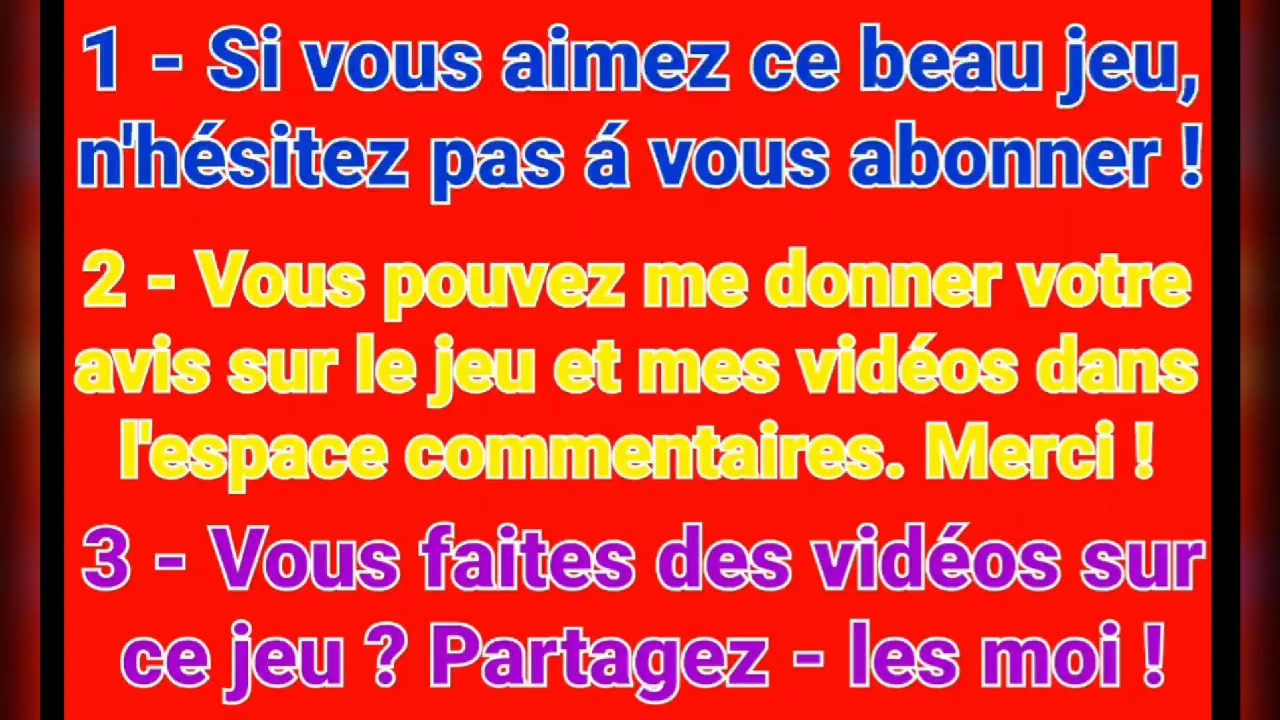 1 - Si vous aimez ce beau jeu,
n'hésitez pas á vous abonner !
2 - Vous pouvez me donner votre
avis sur le jeu et mes vidéos dans
l'espace commentaires. Merci !
3 - Vous faites des vidéos sur
ce jeu ? Partagez - les moi !